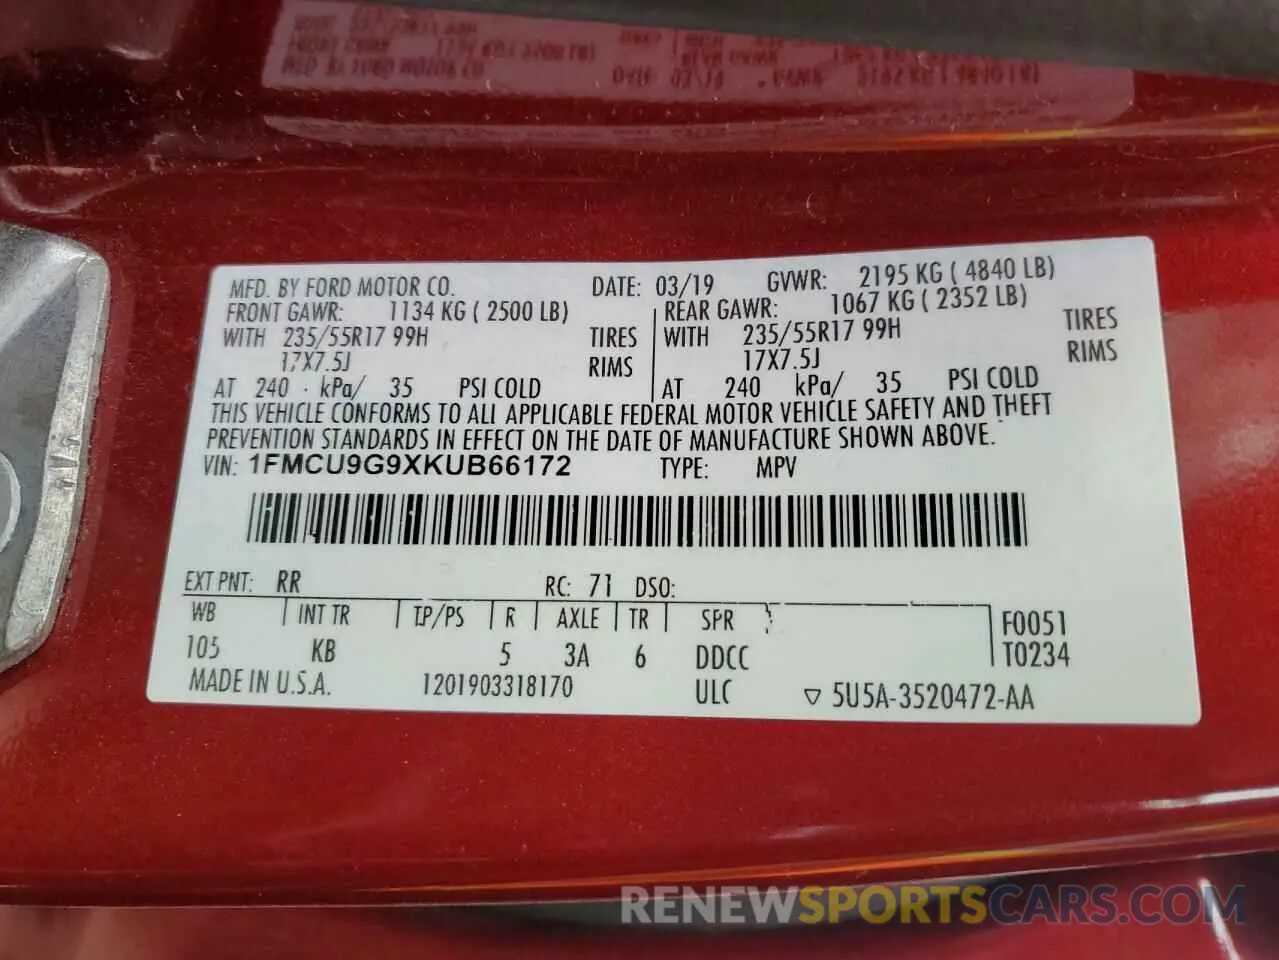 MFD. BY FORD MOTOR CO. DATE: 03/19 GVWR: 2195 KG ( 4840 LB)
FRONT GAWR: 1134 KG ( 2500 LB) REAR GAWR: 1067 KG ( 2352 LB)
WITH 235/55R17 99H TIRES WITH 235/55R17 99H TIRES
17X7.5J RIMS 17X7.5J RIMS
AT 240 kPa/ 35 PSI COLD AT 240 kPa/ 35 PSI COLD
THIS VEHICLE CONFORMS TO ALL APPLICABLE FEDERAL MOTOR VEHICLE SAFETY AND THEFT
PREVENTION STANDARDS IN EFFECT ON THE DATE OF MANUFACTURE SHOWN ABOVE.
VIN: 1FMCU9G9XKUB66172 TYPE: MPV
EXT PNT: RR RC: 71 DSO:
WB INT TR TP/PS R AXLE TR SPR F0051
105 KB 5 3A 6 DDCC T0234
MADE IN U.S.A. 1201903318170 ULC ▽ 5U5A-3520472-AA
RENEWSPORTSCARS.COM